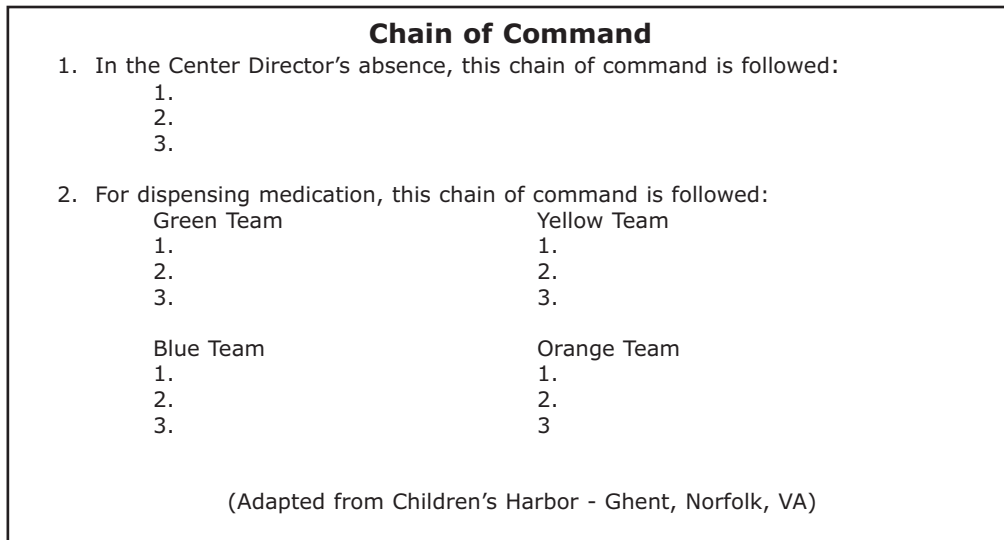 Chain of Command
1. In the Center Director’s absence, this chain of command is followed:
1.
2.
3.
2. For dispensing medication, this chain of command is followed:
Green Team Yellow Team
1. 1.
2. 2.
3. 3.
Blue Team Orange Team
1. 1.
2. 2.
3. 3
(Adapted from Children’s Harbor - Ghent, Norfolk, VA)